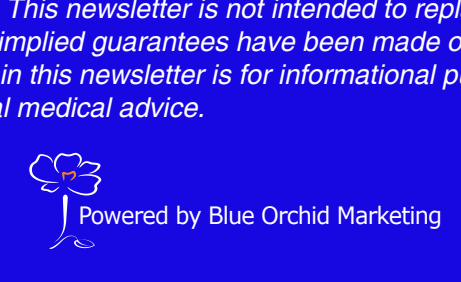 This newsletter is not intended to repl
implied guarantees have been made o
in this newsletter is for informational p
al medical advice.
Powered by Blue Orchid Marketing